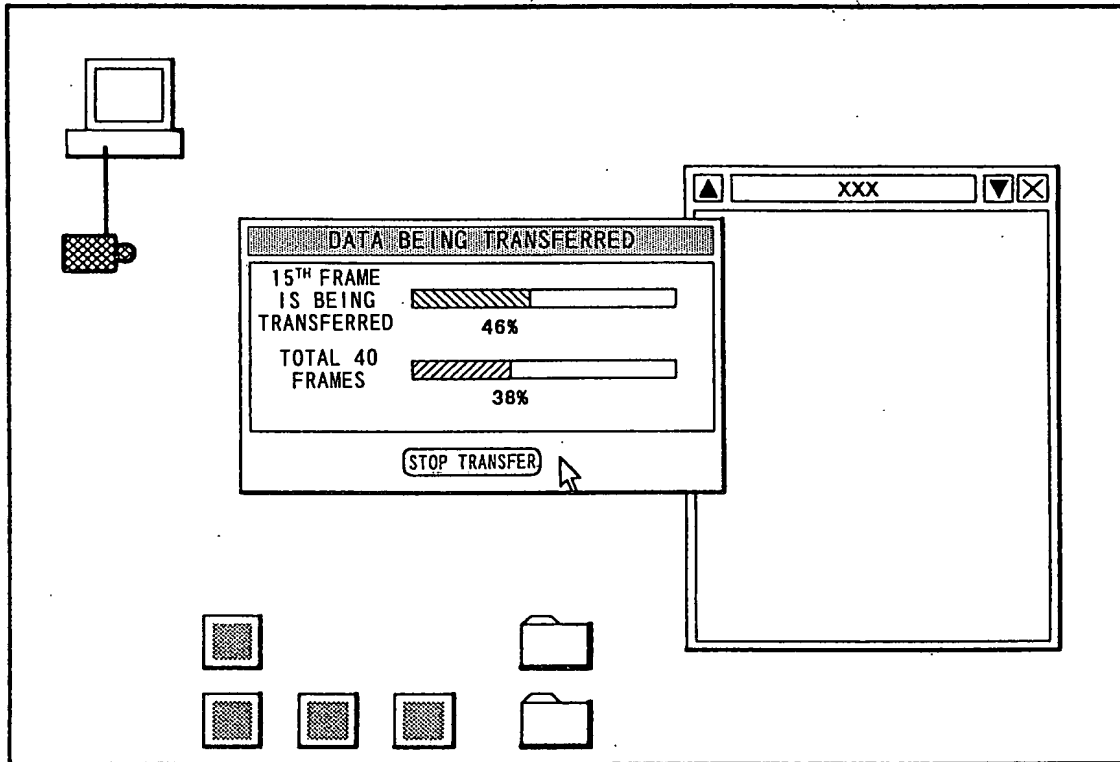 XXX
DATA BEING TRANSFERRED
15TH FRAME
IS BEING
TRANSFERRED
46%
TOTAL 40
FRAMES
38%
STOP TRANSFER